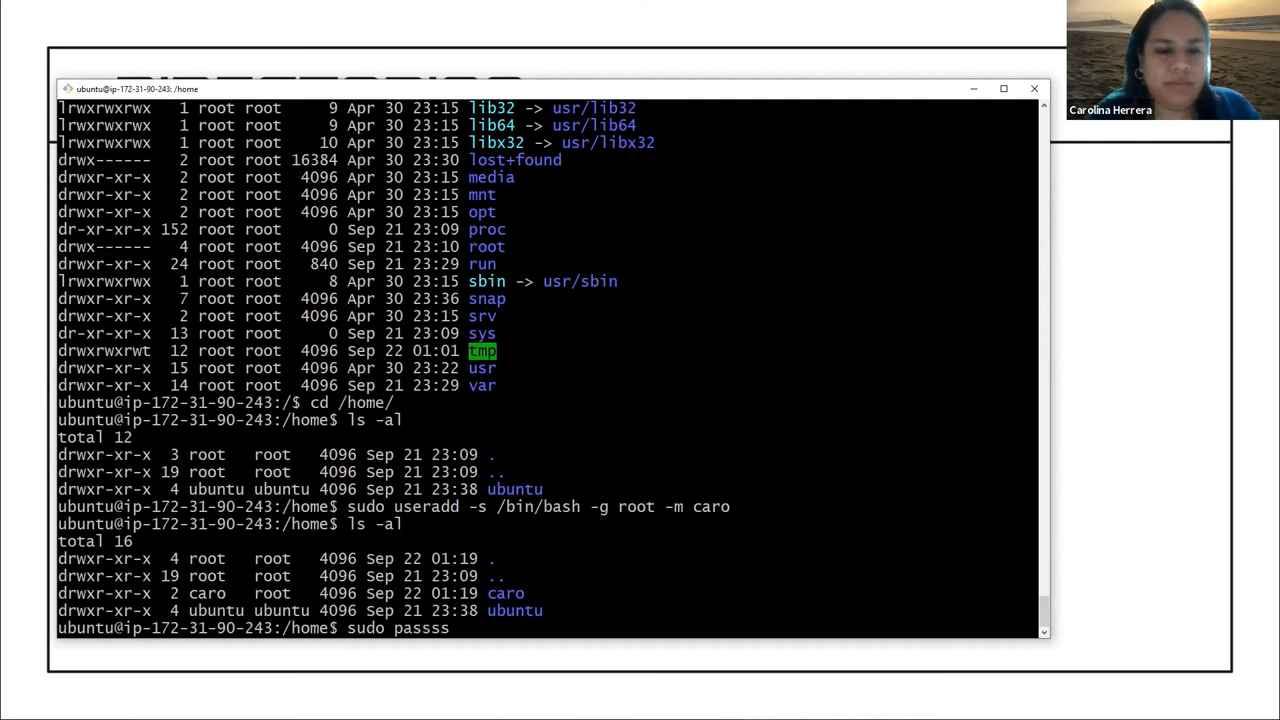 ubuntu@ip-172-31-90-243: /home
Carolina Herrera
lrwxrwxrwx 1 root root 9 Apr 30 23:15 lib32 -> usr/lib32
lrwxrwxrwx 1 root root 9 Apr 30 23:15 lib64 -> usr/lib64
lrwxrwxrwx 1 root root 10 Apr 30 23:15 libx32 -> usr/libx32
drwx------ 2 root root 16384 Apr 30 23:30 lost+found
drwxr-xr-x 2 root root 4096 Apr 30 23:15 media
drwxr-xr-x 2 root root 4096 Apr 30 23:15 mnt
drwxr-xr-x 2 root root 4096 Apr 30 23:15 opt
dr-xr-xr-x 152 root root 0 Sep 21 23:09 proc
drwx------ 4 root root 4096 Sep 21 23:10 root
drwxr-xr-x 24 root root 840 Sep 21 23:29 run
lrwxrwxrwx 1 root root 8 Apr 30 23:15 sbin -> usr/sbin
drwxr-xr-x 7 root root 4096 Apr 30 23:36 snap
drwxr-xr-x 2 root root 4096 Apr 30 23:15 srv
dr-xr-xr-x 13 root root 0 Sep 21 23:09 sys
drwxrwxrwt 12 root root 4096 Sep 22 01:01 tmp
drwxr-xr-x 15 root root 4096 Apr 30 23:22 usr
drwxr-xr-x 14 root root 4096 Sep 21 23:29 var
ubuntu@ip-172-31-90-243:/$ cd /home/
ubuntu@ip-172-31-90-243:/home$ ls -al
total 12
drwxr-xr-x 3 root root 4096 Sep 21 23:09 .
drwxr-xr-x 19 root root 4096 Sep 21 23:09 ..
drwxr-xr-x 4 ubuntu ubuntu 4096 Sep 21 23:38 ubuntu
ubuntu@ip-172-31-90-243:/home$ sudo useradd -s /bin/bash -g root -m caro
ubuntu@ip-172-31-90-243:/home$ ls -al
total 16
drwxr-xr-x 4 root root 4096 Sep 22 01:19 .
drwxr-xr-x 19 root root 4096 Sep 21 23:09 ..
drwxr-xr-x 2 caro root 4096 Sep 22 01:19 caro
drwxr-xr-x 4 ubuntu ubuntu 4096 Sep 21 23:38 ubuntu
ubuntu@ip-172-31-90-243:/home$ sudo passss